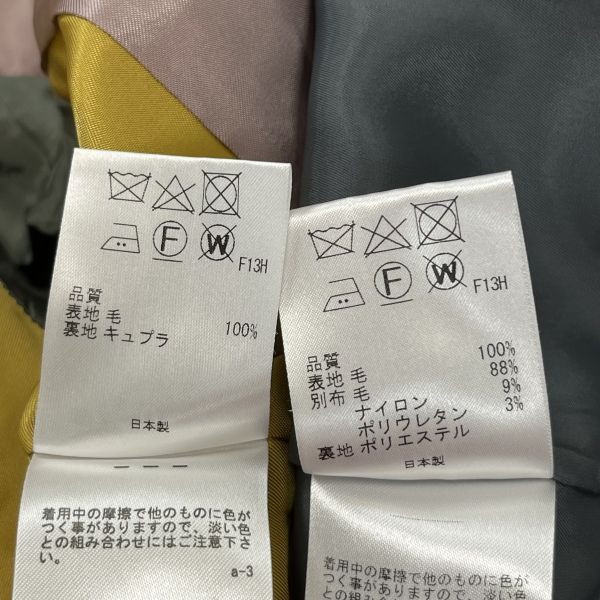 F
W
F13H
品質
表地 毛 100%
裏地 キュプラ
日本製
着用中の摩擦で他のものに色が
つく事がありますので、淡い色
との組み合わせにはご注意下さ
い。
a-3
F
W
F13H
品質
表地 毛 100%
別布 毛 88%
ナイロン 9%
ポリウレタン 3%
裏地 ポリエステル
日本製
着用中の摩擦で他のものに色が
つく事がありますので、淡い色